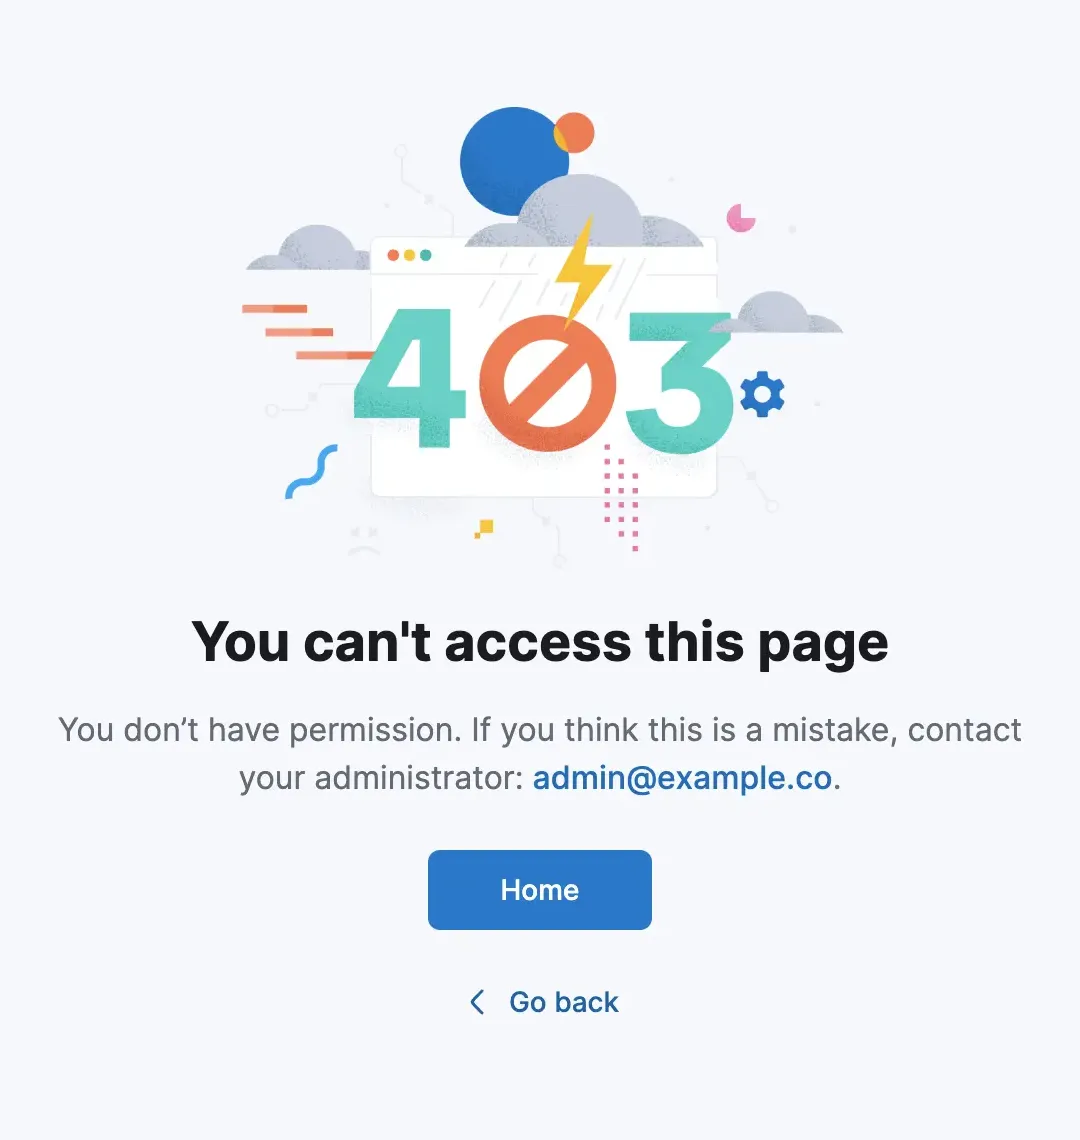 403
You can't access this page
You don’t have permission. If you think this is a mistake, contact
your administrator: admin@example.co.
Home
Go back